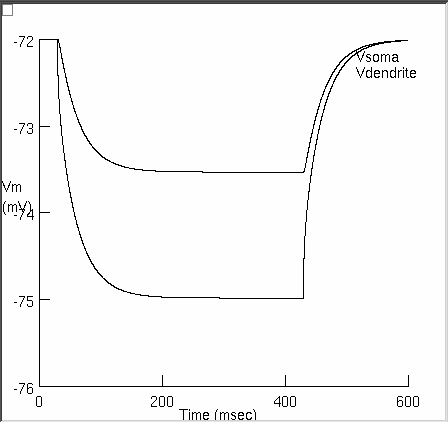 -72
Vsoma
Vdendrite
-73
Vm
(mV)
-74
-75
-76
0 200 400 600
Time (msec)